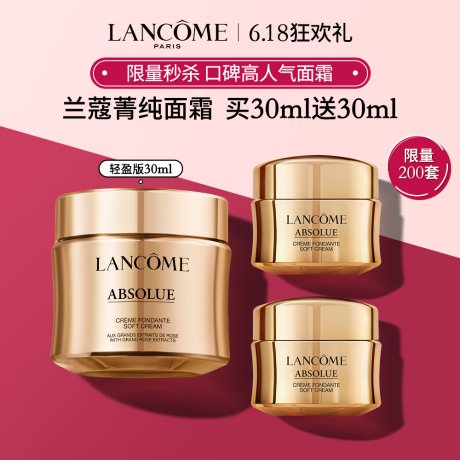 LANCÔME
PARIS
6.18狂欢礼
限量秒杀 口碑高人气面霜
兰蔻菁纯面霜 买30ml送30ml
轻盈版30ml
限量
200套
LANCÔME
ABSOLUE
CRÈME FONDANTE
SOFT CREAM
AUX GRANDS EXTRAITS DE ROSE
WITH GRAND ROSE EXTRACTS
LANCÔME
ABSOLUE
CRÈME FONDANTE
SOFT CREAM
LANCÔME
ABSOLUE
CRÈME FONDANTE
SOFT CREAM